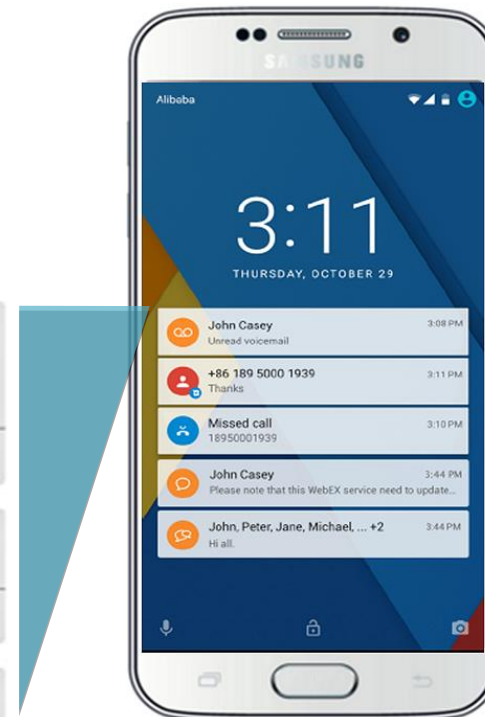 SAMSUNG
Alibaba
3:11
THURSDAY, OCTOBER 29
John Casey 3:08 PM
Unread voicemail
+86 189 5000 1939 3:11 PM
Thanks
Missed call 3:10 PM
18950001939
John Casey 3:44 PM
Please note that this WebEX service need to update...
John, Peter, Jane, Michael, ... +2 3:44 PM
Hi all.